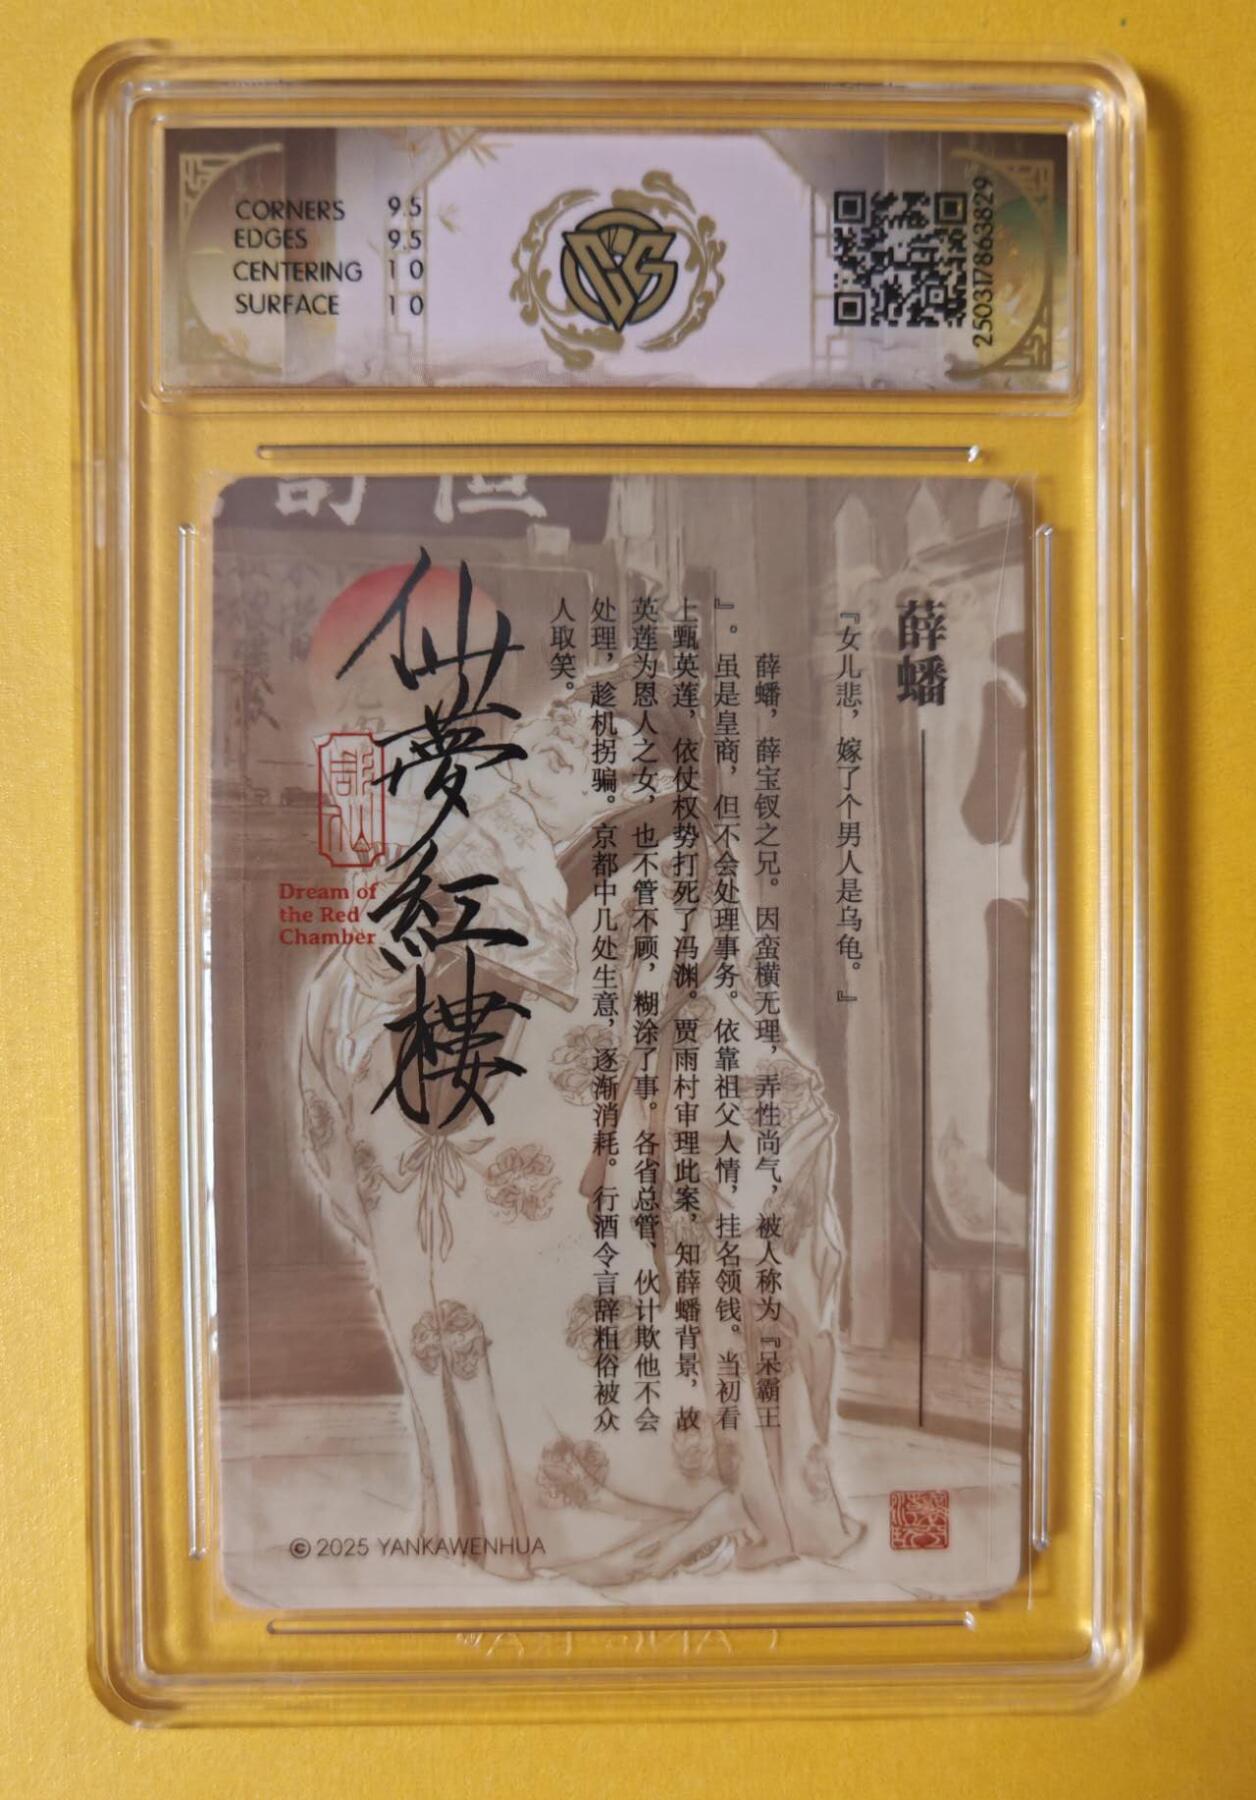 CORNERS 9.5
EDGES 9.5
CENTERING 10
SURFACE 10
250317863829
薛蟠
『女儿悲，嫁了个男人是乌龟。』
薛蟠，薛宝钗之兄。因蛮横无理，弄性尚气，被人称为『呆霸王
』。虽是皇商，但不会处理事务。依靠祖父人情，挂名领钱。当初看
上甄英莲，依仗权势打死了冯渊。贾雨村审理此案，知薛蟠背景，故
英莲为恩人之女，也不管不顾，糊涂了事。各省总管、伙计欺他不会
处理，趁机拐骗。京都中几处生意，逐渐消耗。行酒令言辞粗俗被众
人取笑。
仙夢紅樓
Dream of
the Red
Chamber
© 2025 YANKAWENHUA